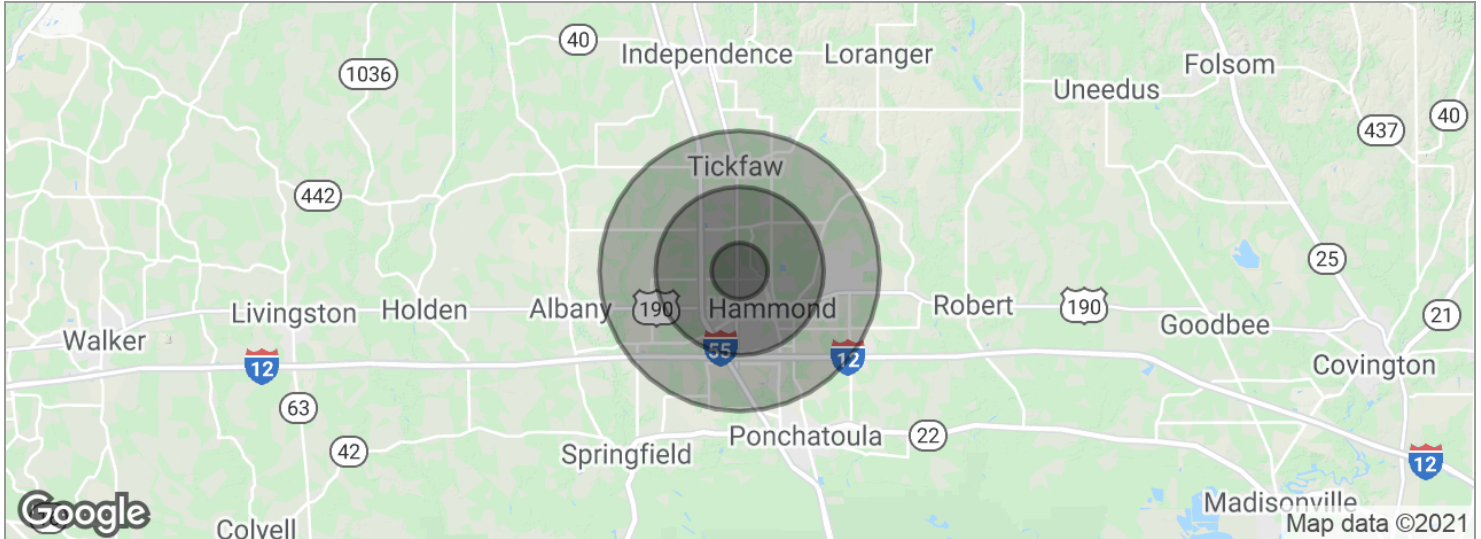 40
Independence
Loranger
1036
Folsom
Uneedus
40
437
Tickfaw
442
25
Livingston
Holden
Albany
190
Hammond
Robert
190
Goodbee
21
Walker
55
12
12
Covington
63
42
Springfield
Ponchatoula
22
12
Madisonville
Google
Colvell
Map data ©2021